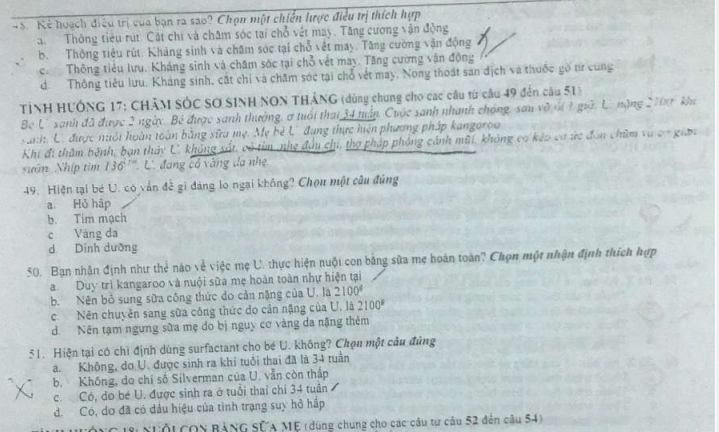 48. Kế hoạch điều trị của bạn ra sao? Chọn một chiến lược điều trị thích hợp
a. Thông tiểu rút. Cắt chỉ và chăm sóc tại chỗ vết may. Tăng cường vận động
b. Thông tiểu rút. Kháng sinh và chăm sóc tại chỗ vết may. Tăng cường vận động
c. Thông tiểu lưu. Kháng sinh và chăm sóc tại chỗ vết may. Tăng cường vận động
d. Thông tiểu lưu. Kháng sinh, cắt chỉ và chăm sóc tại chỗ vết may. Nong thoát sản dịch và thuốc gò tử cung
TÌNH HUỐNG 17: CHĂM SÓC SƠ SINH NON THÁNG (dùng chung cho các câu từ câu 49 đến câu 51)
Bé U. sanh đã được 2 ngày. Bé được sanh thường, ở tuổi thai 34 tuần. Cuộc sanh nhanh chóng, sau vỡ ối 1 giờ. U. nặng khi
sanh. U. được nuôi hoàn toàn bằng sữa mẹ. Mẹ bé U. đang thực hiện phương pháp kangoroo.
Khi đi thăm bệnh, bạn thấy U. không sốt, có tím nhẹ đầu chi, thở phập phồng cánh mũi, không co kéo cơ ức đòn chũm và cơ gian
sườn. Nhịp tim 136 U. đang có vàng da nhẹ.
49. Hiện tại bé U. có vấn đề gì đáng lo ngại không? Chọn một câu đúng
a. Hô hấp
b. Tim mạch
c Vàng da
d. Dinh dưỡng
50. Bạn nhận định như thế nào về việc mẹ U. thực hiện nuôi con bằng sữa mẹ hoàn toàn? Chọn một nhận định thích hợp
a. Duy trì kangaroo và nuôi sữa mẹ hoàn toàn như hiện tại
b. Nên bổ sung sữa công thức do cân nặng của U. là 2100g
c. Nên chuyển sang sữa công thức do cân nặng của U. là 2100g
d. Nên tạm ngưng sữa mẹ do bị nguy cơ vàng da nặng thêm
51. Hiện tại có chỉ định dùng surfactant cho bé U. không? Chọn một câu đúng
a. Không, do U. được sinh ra khi tuổi thai đã là 34 tuần
b. Không, do chỉ số Silverman của U. vẫn còn thấp
c. Có, do bé U. được sinh ra ở tuổi thai chỉ 34 tuần
d. Có, do đã có dấu hiệu của tình trạng suy hô hấp
TÌNH HUỐNG 18: NUÔI CON BẰNG SỮA MẸ (dùng chung cho các câu từ câu 52 đến câu 54)